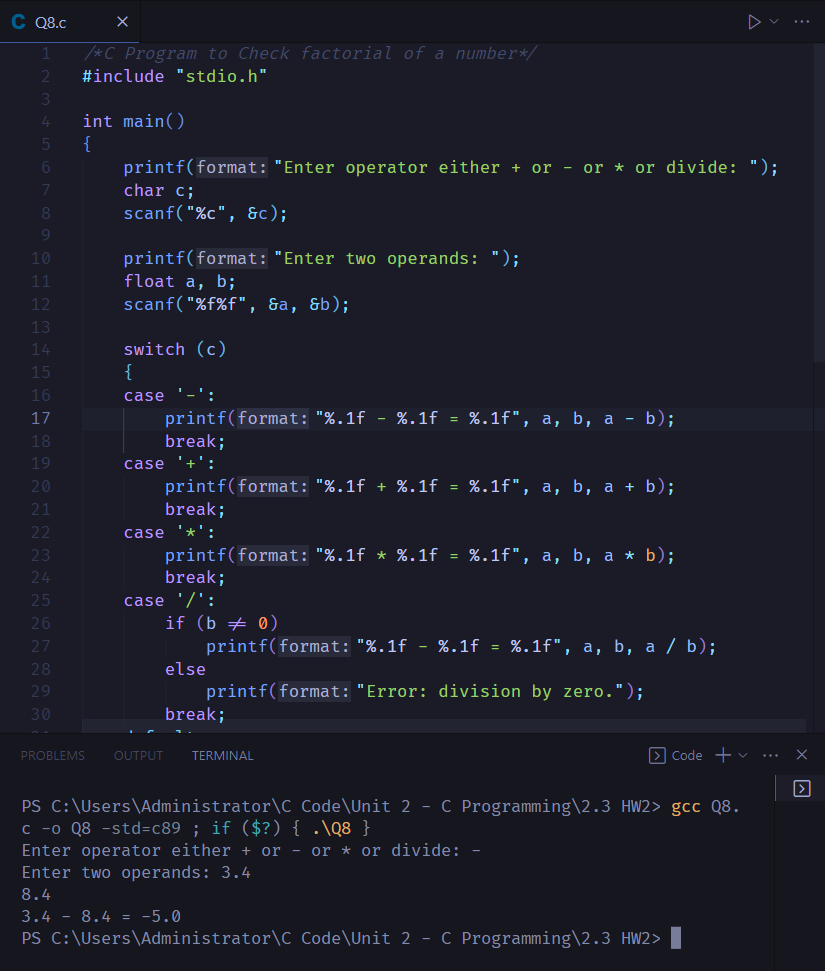 C Q8.c
1 /*C Program to Check factorial of a number*/
2 #include "stdio.h"
3
4 int main()
5 {
6 printf(format: "Enter operator either + or - or * or divide: ");
7 char c;
8 scanf("%c", &c);
9
10 printf(format: "Enter two operands: ");
11 float a, b;
12 scanf("%f%f", &a, &b);
13
14 switch (c)
15 {
16 case '-':
17 printf(format: "%.1f - %.1f = %.1f", a, b, a - b);
18 break;
19 case '+':
20 printf(format: "%.1f + %.1f = %.1f", a, b, a + b);
21 break;
22 case '*':
23 printf(format: "%.1f * %.1f = %.1f", a, b, a * b);
24 break;
25 case '/':
26 if (b ≠ 0)
27 printf(format: "%.1f - %.1f = %.1f", a, b, a / b);
28 else
29 printf(format: "Error: division by zero.");
30 break;
PROBLEMS OUTPUT TERMINAL Code
PS C:\Users\Administrator\C Code\Unit 2 - C Programming\2.3 HW2> gcc Q8.
c -o Q8 -std=c89 ; if ($?) { .\Q8 }
Enter operator either + or - or * or divide: -
Enter two operands: 3.4
8.4
3.4 - 8.4 = -5.0
PS C:\Users\Administrator\C Code\Unit 2 - C Programming\2.3 HW2>